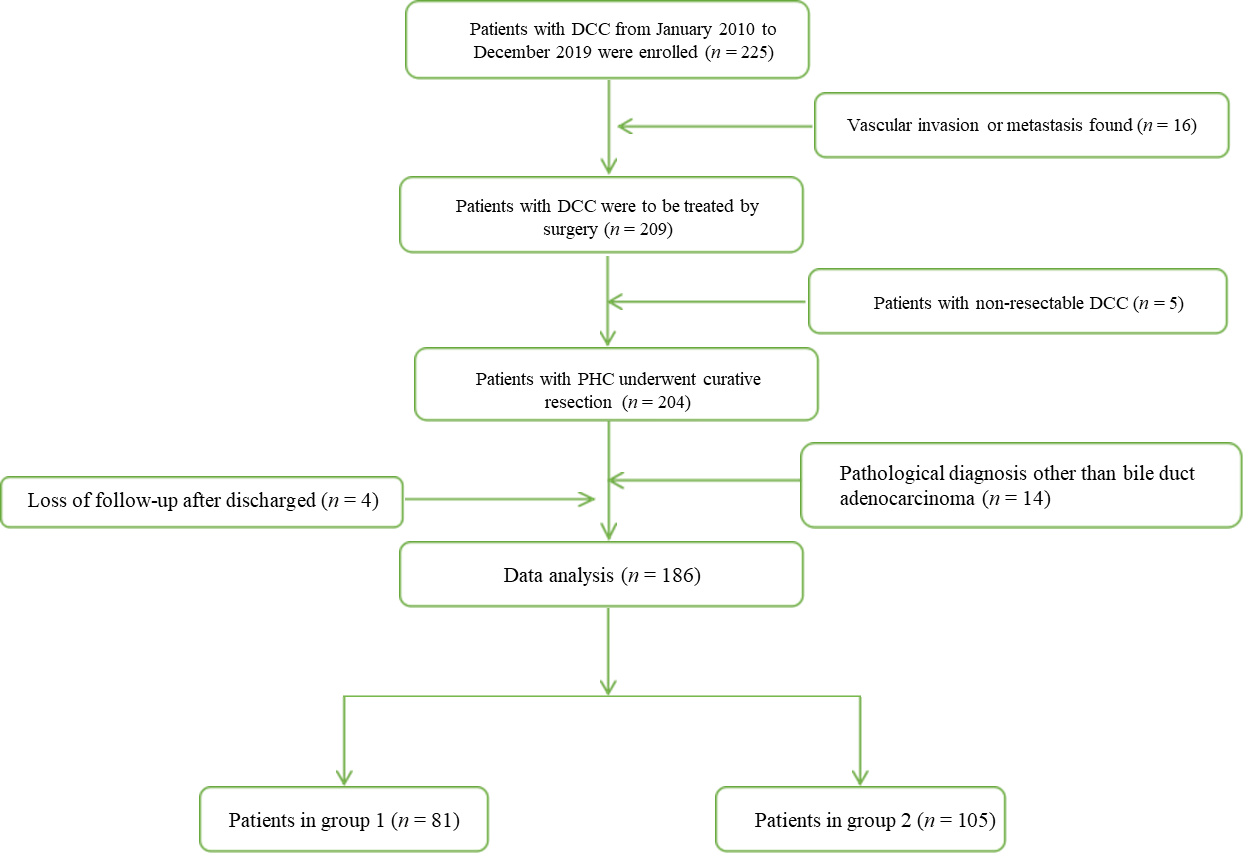 Patients with DCC from January 2010 to
December 2019 were enrolled (n = 225)
Vascular invasion or metastasis found (n = 16)
Patients with DCC were to be treated by
surgery (n = 209)
Patients with non-resectable DCC (n = 5)
Patients with PHC underwent curative
resection (n = 204)
Pathological diagnosis other than bile duct
adenocarcinoma (n = 14)
Loss of follow-up after discharged (n = 4)
Data analysis (n = 186)
Patients in group 1 (n = 81)
Patients in group 2 (n = 105)